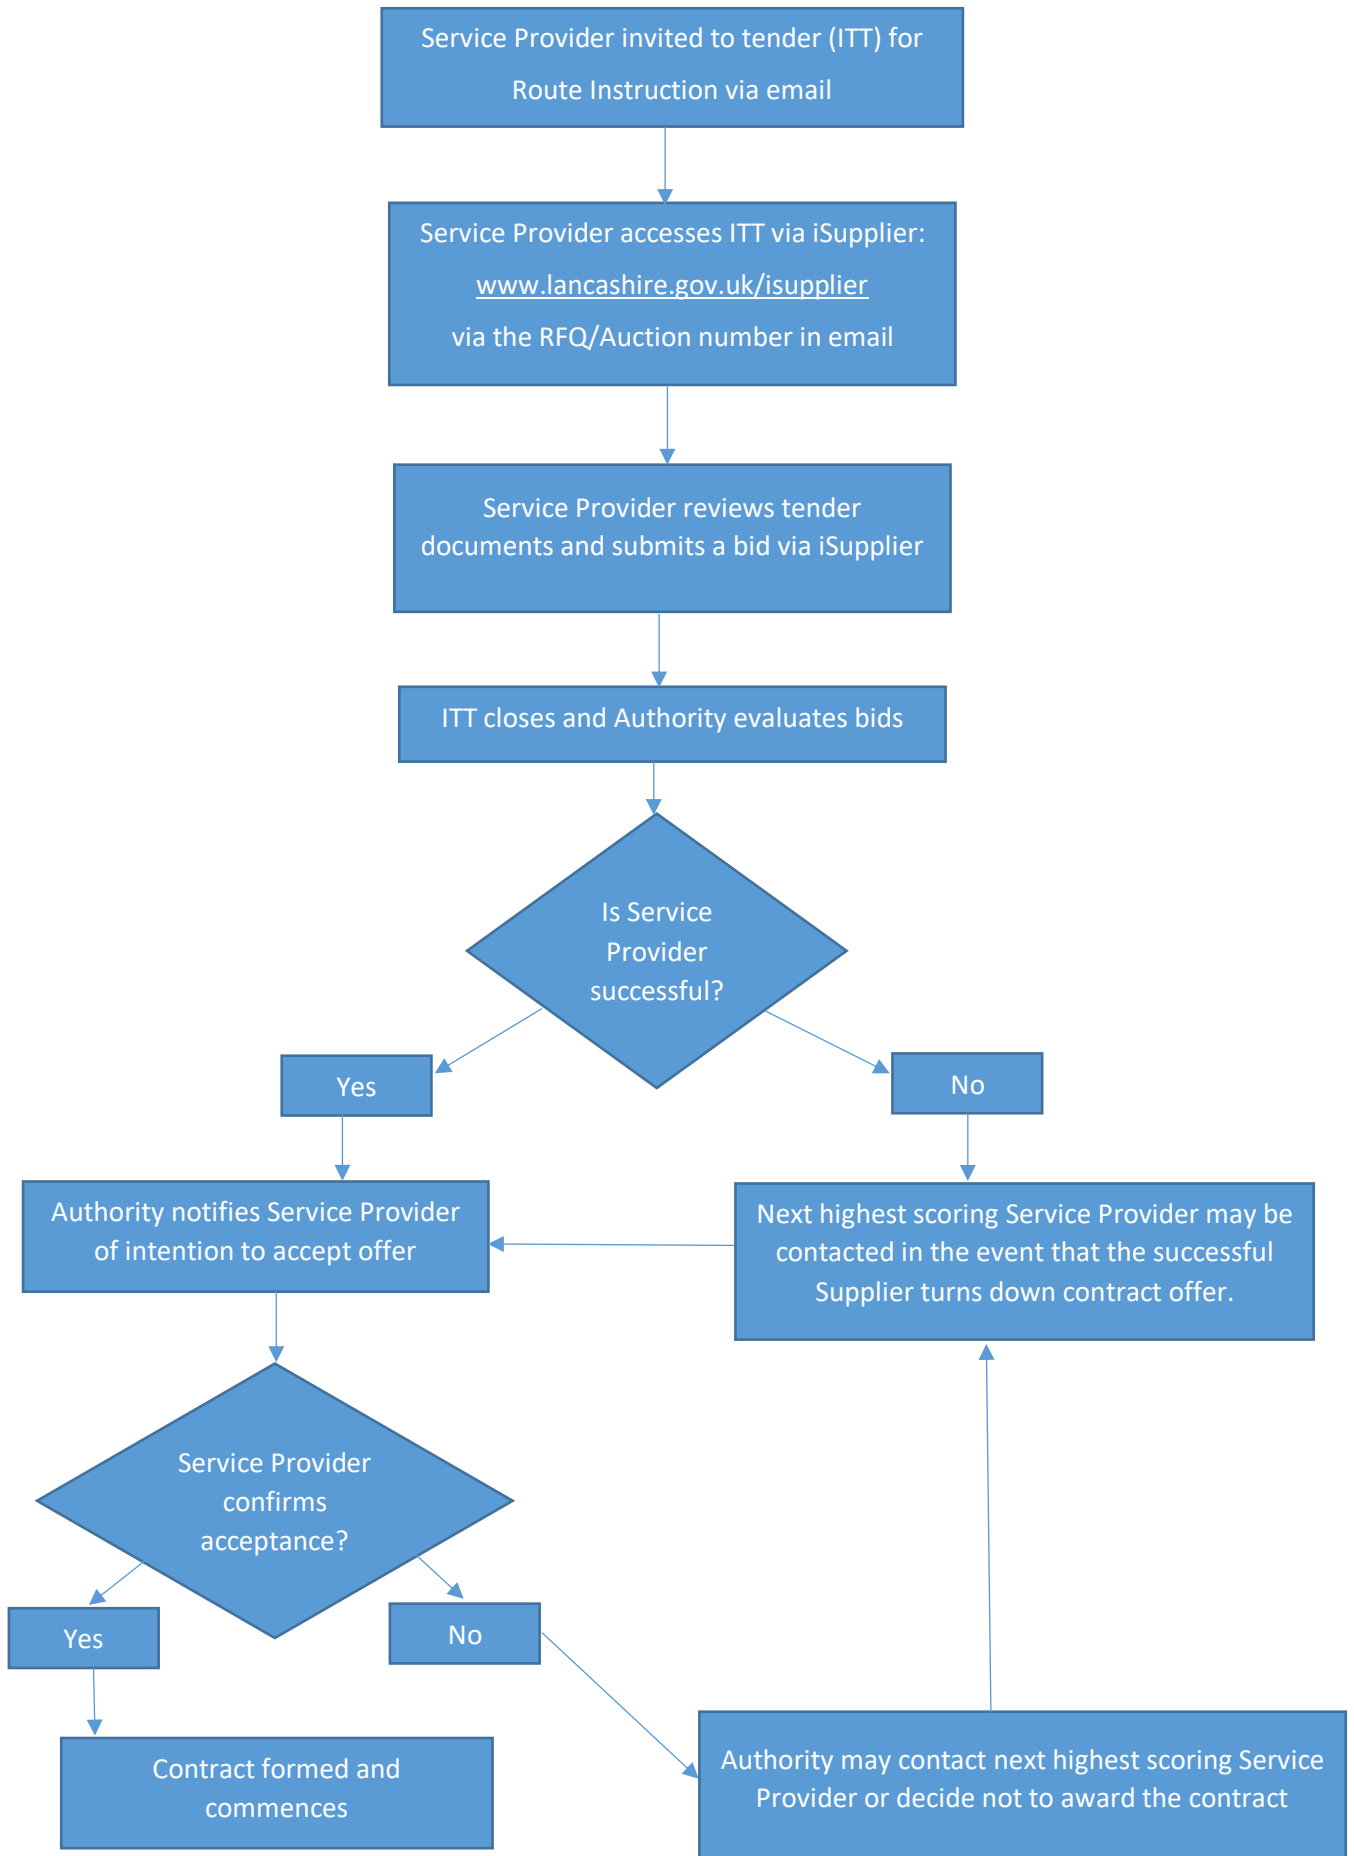 Service Provider invited to tender (ITT) for
Route Instruction via email
Service Provider accesses ITT via iSupplier:
www.lancashire.gov.uk/isupplier
via the RFQ/Auction number in email
Service Provider reviews tender
documents and submits a bid via iSupplier
ITT closes and Authority evaluates bids
Is Service
Provider
successful?
Yes
No
Authority notifies Service Provider
of intention to accept offer
Next highest scoring Service Provider may be
contacted in the event that the successful
Supplier turns down contract offer.
Service Provider
confirms
acceptance?
Yes
No
Contract formed and
commences
Authority may contact next highest scoring Service
Provider or decide not to award the contract